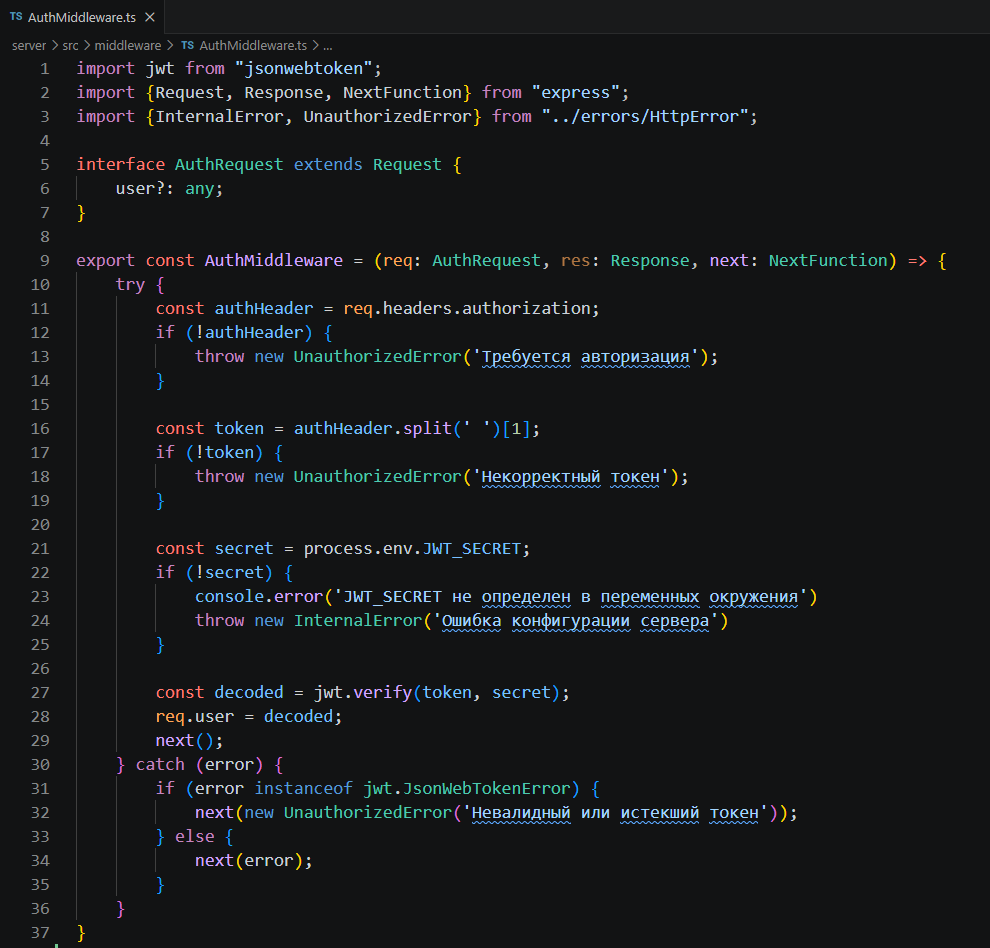 TS AuthMiddleware.ts ×
server > src > middleware > TS AuthMiddleware.ts > ...
1 import jwt from "jsonwebtoken";
2 import {Request, Response, NextFunction} from "express";
3 import {InternalError, UnauthorizedError} from "../errors/HttpError";
4
5 interface AuthRequest extends Request {
6     user?: any;
7 }
8
9 export const AuthMiddleware = (req: AuthRequest, res: Response, next: NextFunction) => {
10     try {
11         const authHeader = req.headers.authorization;
12         if (!authHeader) {
13             throw new UnauthorizedError('Требуется авторизация');
14         }
15
16         const token = authHeader.split(' ')[1];
17         if (!token) {
18             throw new UnauthorizedError('Некорректный токен');
19         }
20
21         const secret = process.env.JWT_SECRET;
22         if (!secret) {
23             console.error('JWT_SECRET не определен в переменных окружения')
24             throw new InternalError('Ошибка конфигурации сервера')
25         }
26
27         const decoded = jwt.verify(token, secret);
28         req.user = decoded;
29         next();
30     } catch (error) {
31         if (error instanceof jwt.JsonWebTokenError) {
32             next(new UnauthorizedError('Невалидный или истекший токен'));
33         } else {
34             next(error);
35         }
36     }
37 }